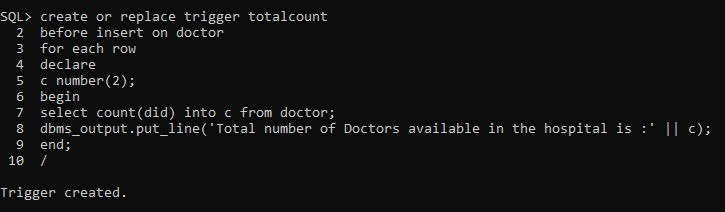 SQL> create or replace trigger totalcount
  2  before insert on doctor
  3  for each row
  4  declare
  5  c number(2);
  6  begin
  7  select count(did) into c from doctor;
  8  dbms_output.put_line('Total number of Doctors available in the hospital is :' || c);
  9  end;
 10  /
Trigger created.